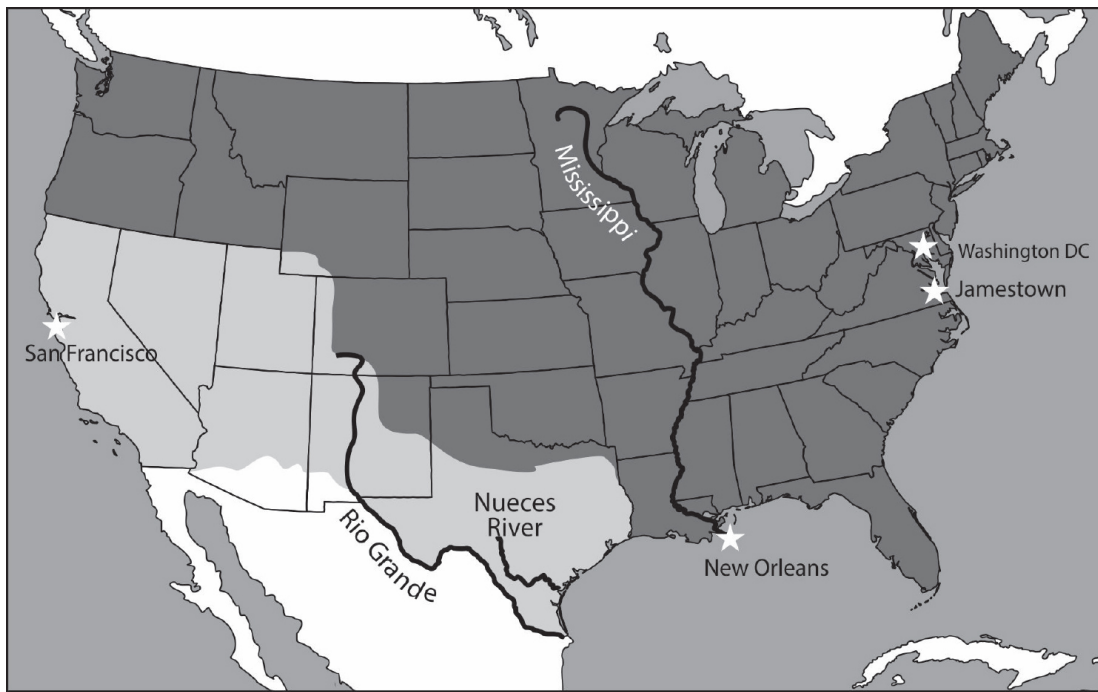 Mississippi
Washington DC
Jamestown
San Francisco
Nueces
River
Rio Grande
New Orleans